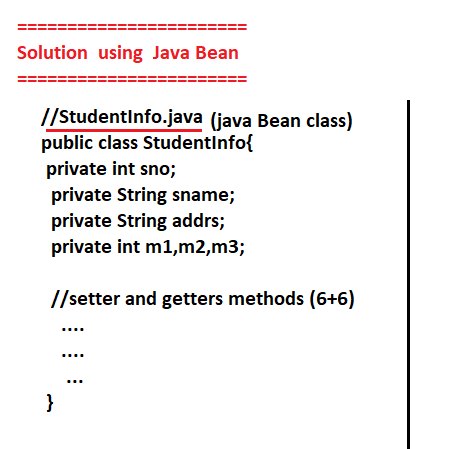 =======================
Solution  using  Java Bean
=======================
//StudentInfo.java (java Bean class)
public class StudentInfo{
private int sno;
private String sname;
private String addrs;
private int m1,m2,m3;
//setter and getters methods (6+6)
....
....
...
}